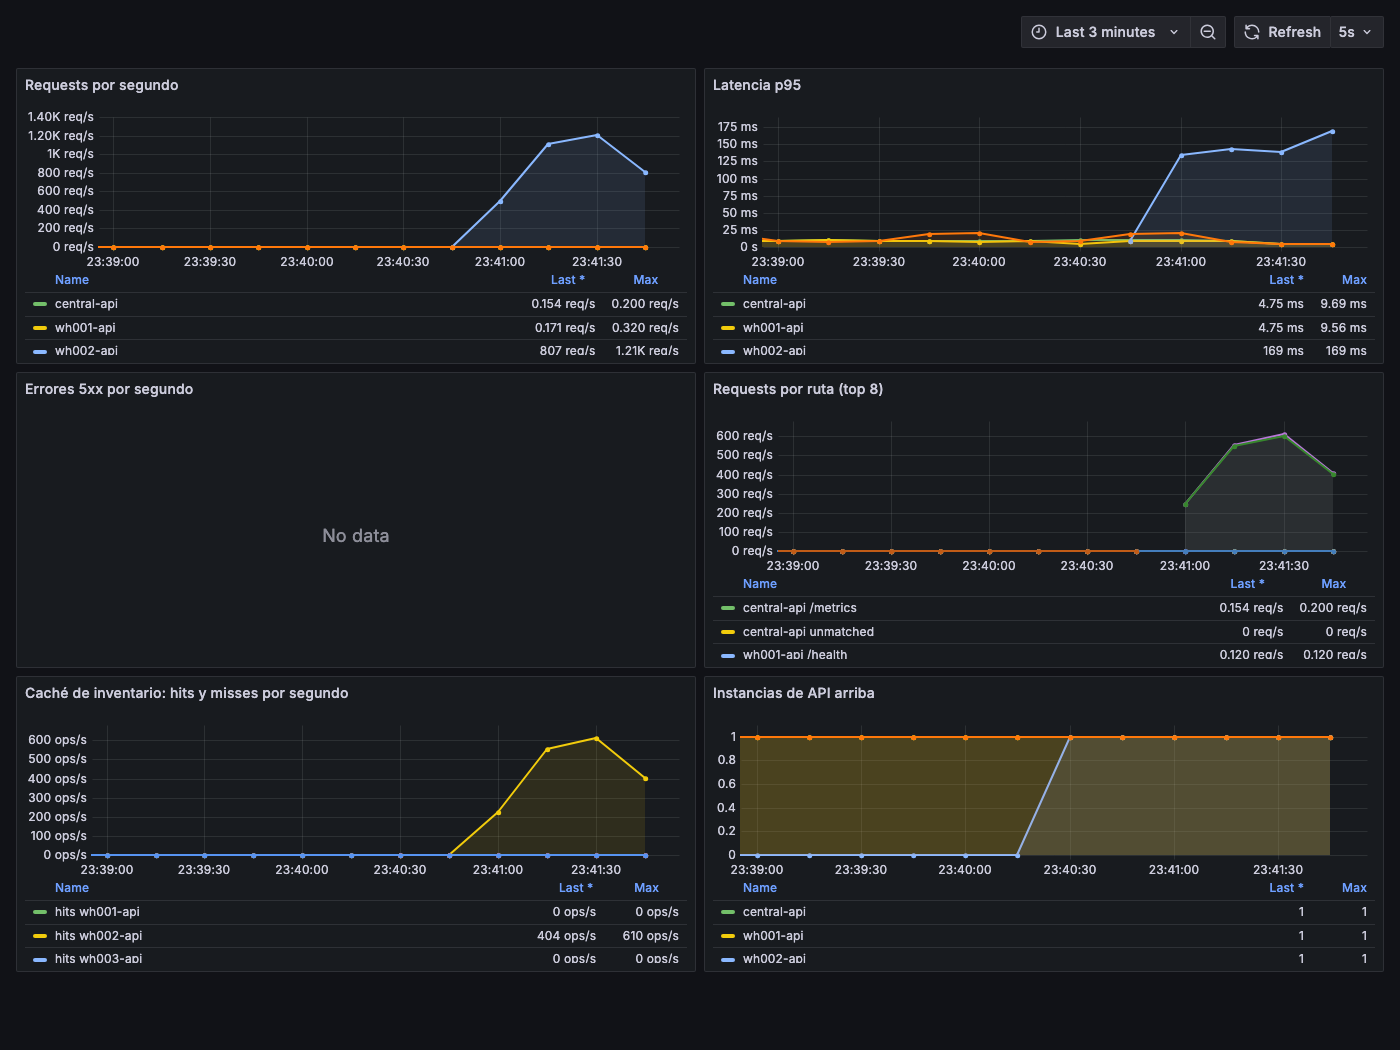 Last 3 minutes
Refresh 5s
Requests por segundo
1.40K req/s
1.20K req/s
1K req/s
800 req/s
600 req/s
400 req/s
200 req/s
0 req/s
23:39:00 23:39:30 23:40:00 23:40:30 23:41:00 23:41:30
Name Last * Max
central-api 0.154 req/s 0.200 req/s
wh001-api 0.171 req/s 0.320 req/s
wh002-api 807 req/s 1.21K req/s
Latencia p95
175 ms
150 ms
125 ms
100 ms
75 ms
50 ms
25 ms
0 s
23:39:00 23:39:30 23:40:00 23:40:30 23:41:00 23:41:30
Name Last * Max
central-api 4.75 ms 9.69 ms
wh001-api 4.75 ms 9.56 ms
wh002-api 169 ms 169 ms
Errores 5xx por segundo
No data
Requests por ruta (top 8)
600 req/s
500 req/s
400 req/s
300 req/s
200 req/s
100 req/s
0 req/s
23:39:00 23:39:30 23:40:00 23:40:30 23:41:00 23:41:30
Name Last * Max
central-api /metrics 0.154 req/s 0.200 req/s
central-api unmatched 0 req/s 0 req/s
wh001-api /health 0.120 req/s 0.120 req/s
Caché de inventario: hits y misses por segundo
600 ops/s
500 ops/s
400 ops/s
300 ops/s
200 ops/s
100 ops/s
0 ops/s
23:39:00 23:39:30 23:40:00 23:40:30 23:41:00 23:41:30
Name Last * Max
hits wh001-api 0 ops/s 0 ops/s
hits wh002-api 404 ops/s 610 ops/s
hits wh003-api 0 ops/s 0 ops/s
Instancias de API arriba
1
0.8
0.6
0.4
0.2
0
23:39:00 23:39:30 23:40:00 23:40:30 23:41:00 23:41:30
Name Last * Max
central-api 1 1
wh001-api 1 1
wh002-api 1 1